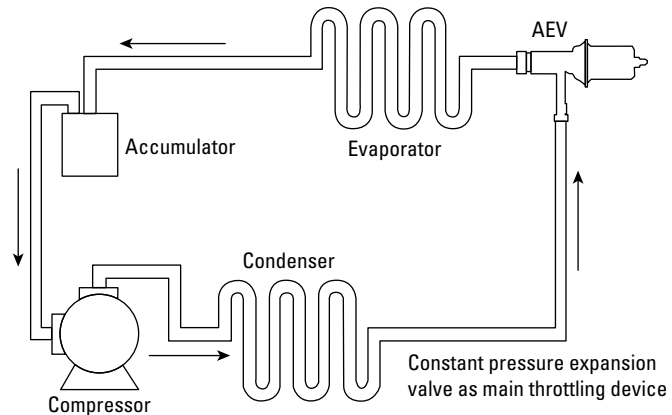 AEV
Accumulator
Evaporator
Condenser
Compressor
Constant pressure expansion
valve as main throttling device